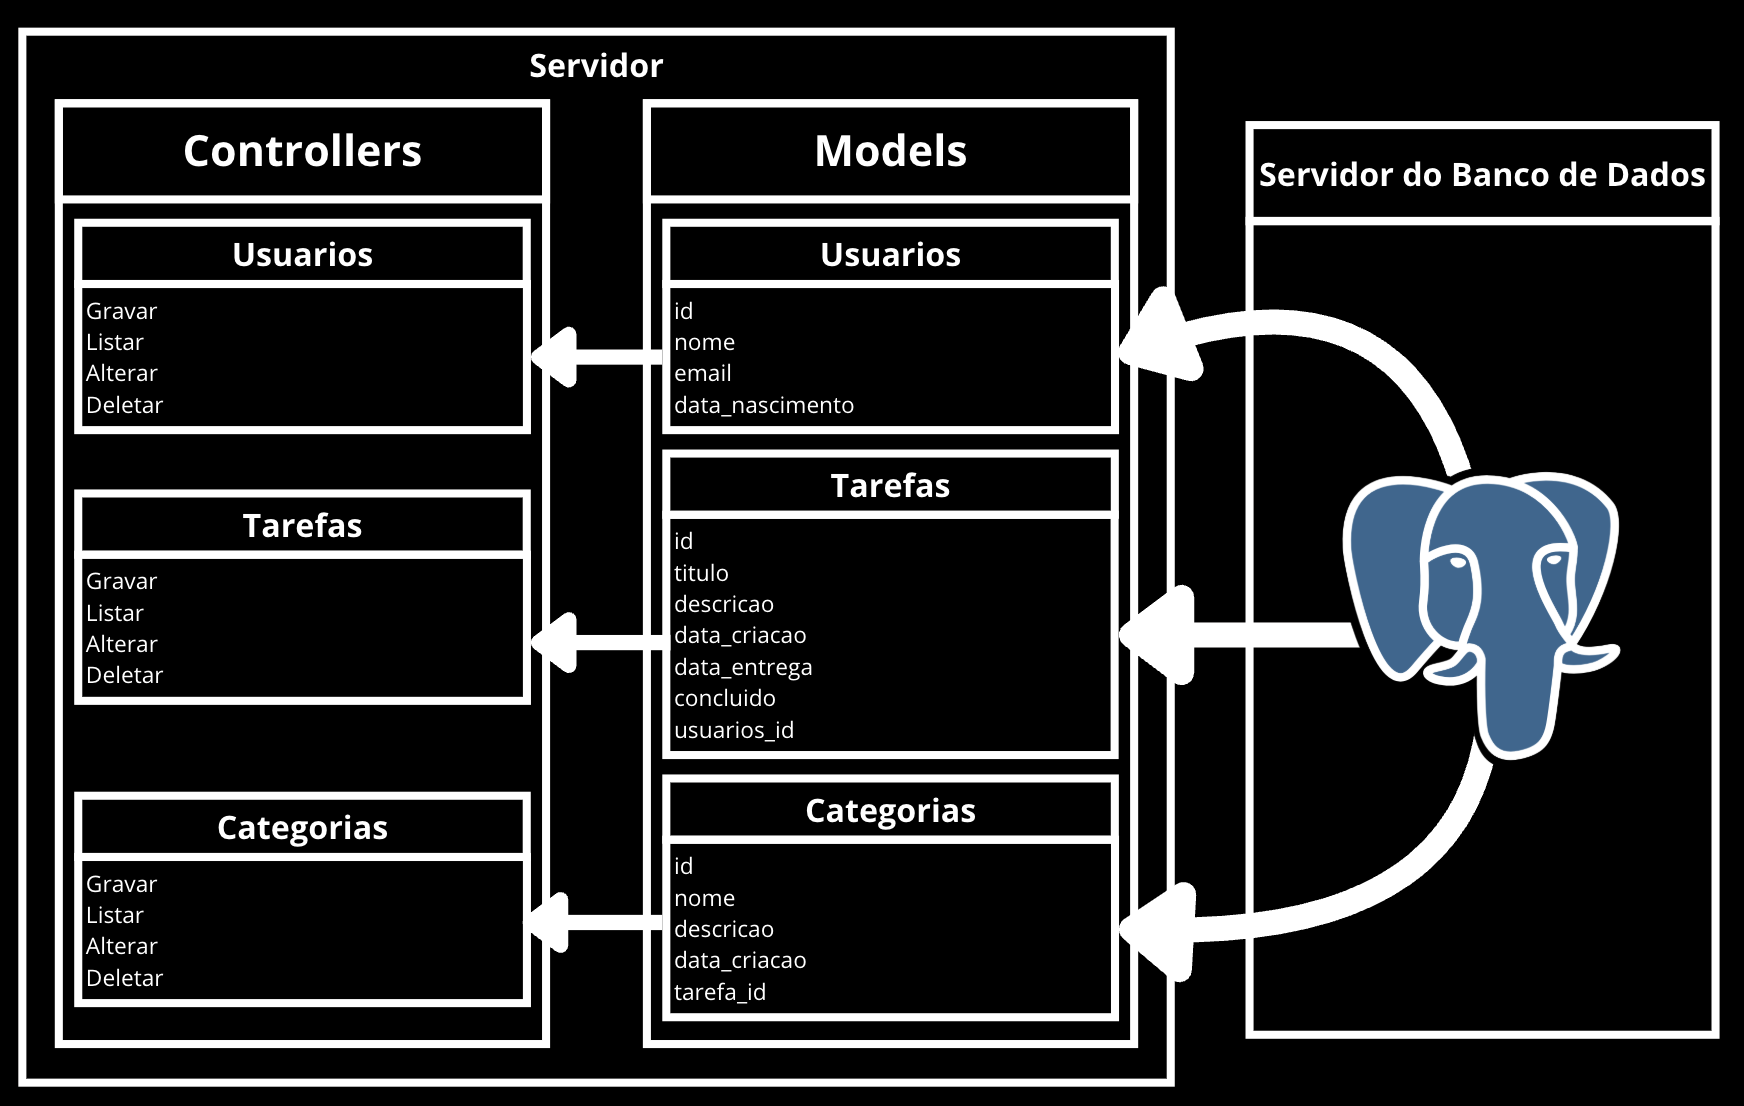 Servidor
Controllers
Usuarios
Gravar
Listar
Alterar
Deletar
Tarefas
Gravar
Listar
Alterar
Deletar
Categorias
Gravar
Listar
Alterar
Deletar
Models
Usuarios
id
nome
email
data_nascimento
Tarefas
id
titulo
descricao
data_criacao
data_entrega
concluido
usuarios_id
Categorias
id
nome
descricao
data_criacao
tarefa_id
Servidor do Banco de Dados